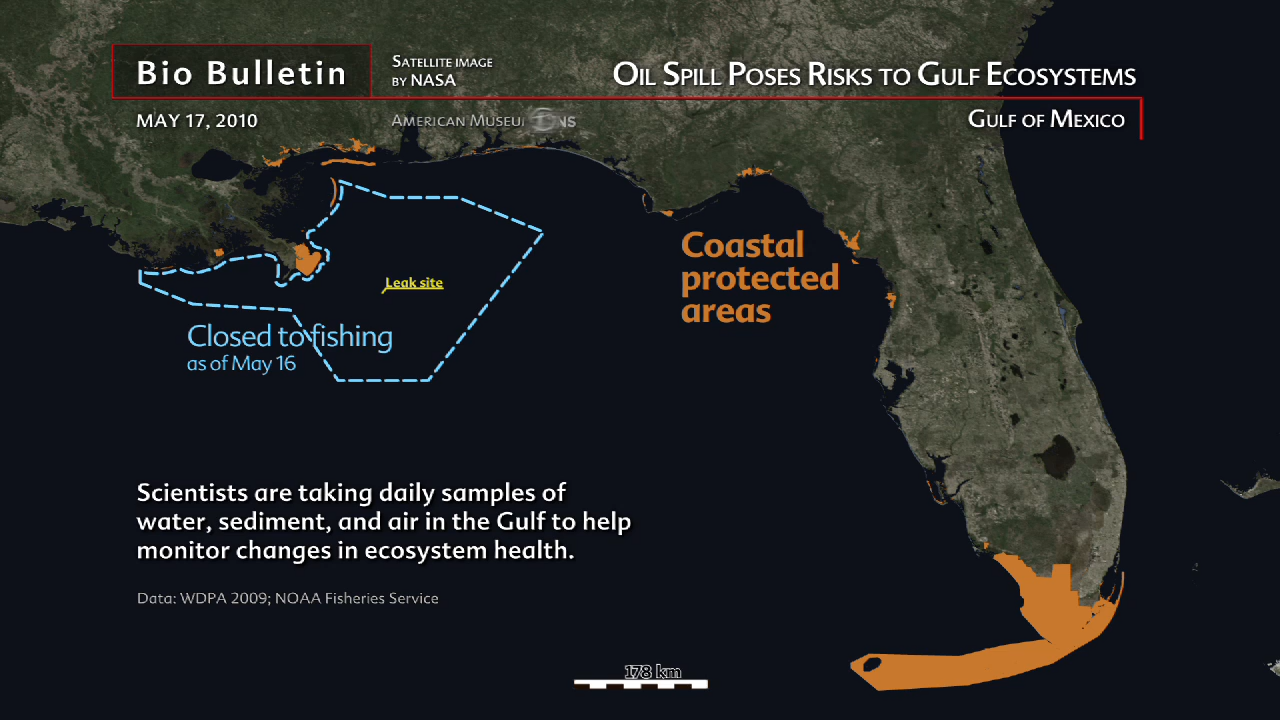 Bio Bulletin
SATELLITE IMAGE
BY NASA
OIL SPILL POSES RISKS TO GULF ECOSYSTEMS
MAY 17, 2010
AMERICAN
GULF OF MEXICO
Coastal
protected
areas
Leak site
Closed to fishing
as of May 16
Scientists are taking daily samples of
water, sediment, and air in the Gulf to help
monitor changes in ecosystem health.
Data: WDPA 2009; NOAA Fisheries Service
178 km